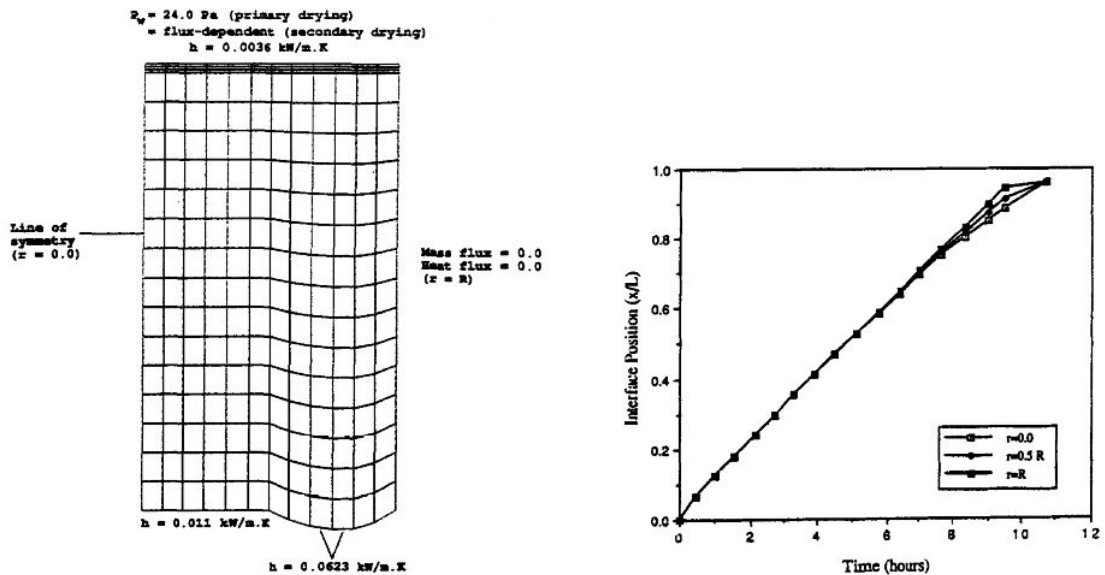 P_w = 24.0 Pa (primary drying)
= flux-dependent (secondary drying)
h = 0.0036 kW/m.K
Line of
symmetry
(r = 0.0)
Mass flux = 0.0
Heat flux = 0.0
(r = R)
h = 0.011 kW/m.K
h = 0.0623 kW/m.K
1.0
0.8
0.6
0.4
0.2
0.0
Interface Position (x/L)
r=0.0
r=0.5 R
r=R
0 2 4 6 8 10 12
Time (hours)